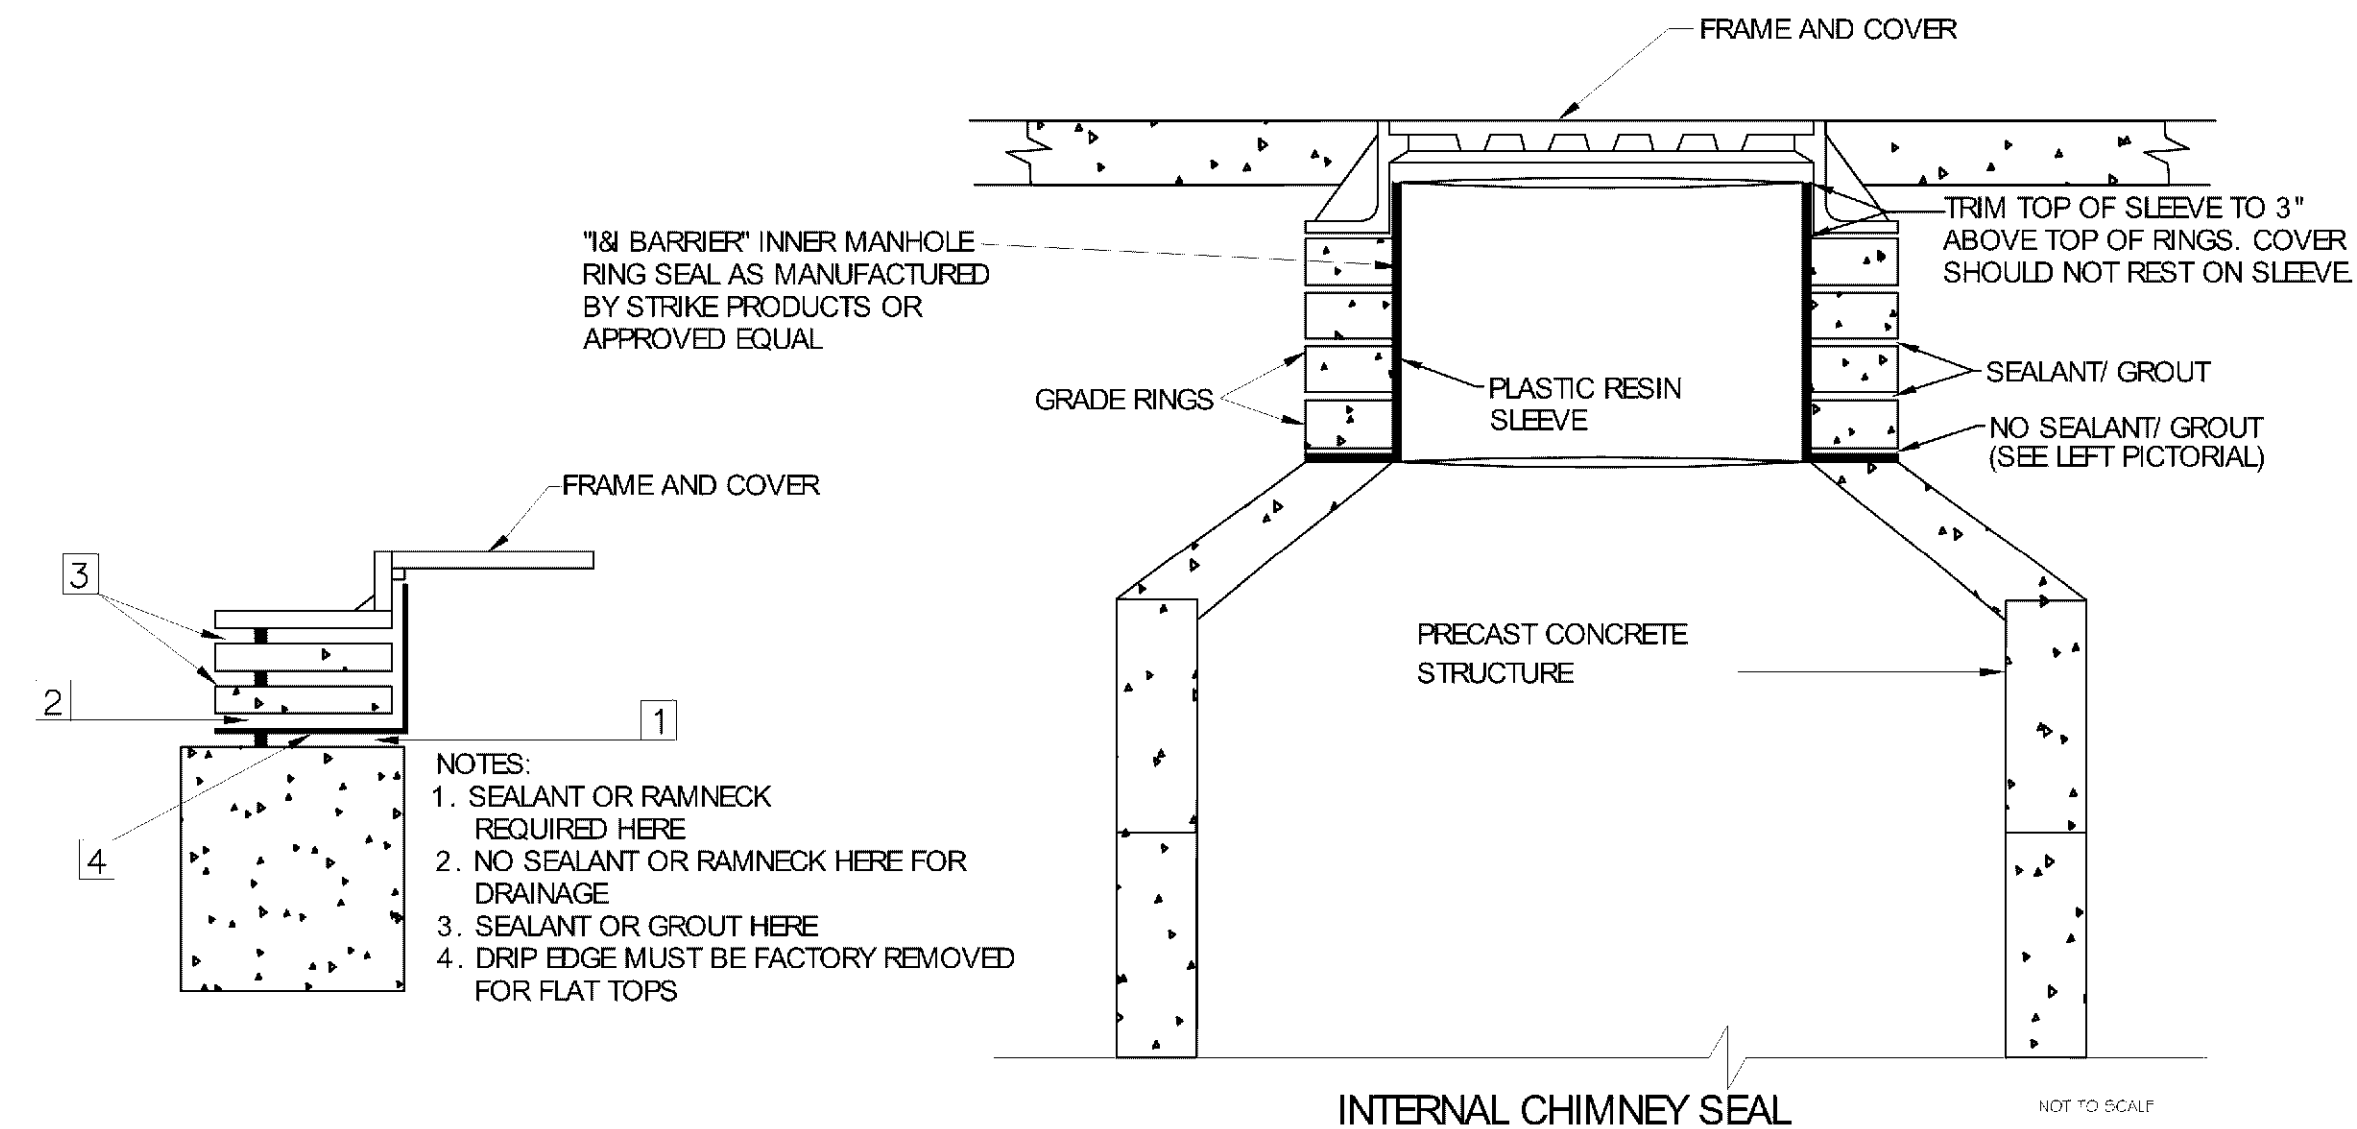 FRAME AND COVER
"I&I BARRIER" INNER MANHOLE
RING SEAL AS MANUFACTURED
BY STRIKE PRODUCTS OR
APPROVED EQUAL
TRIM TOP OF SLEEVE TO 3"
ABOVE TOP OF RINGS. COVER
SHOULD NOT REST ON SLEEVE.
GRADE RINGS
PLASTIC RESIN
SLEEVE
SEALANT/ GROUT
NO SEALANT/ GROUT
(SEE LEFT PICTORIAL)
FRAME AND COVER
3
2
1
4
PRECAST CONCRETE
STRUCTURE
NOTES:
1. SEALANT OR RAMNECK
REQUIRED HERE
2. NO SEALANT OR RAMNECK HERE FOR
DRAINAGE
3. SEALANT OR GROUT HERE
4. DRIP EDGE MUST BE FACTORY REMOVED
FOR FLAT TOPS
INTERNAL CHIMNEY SEAL
NOT TO SCALE